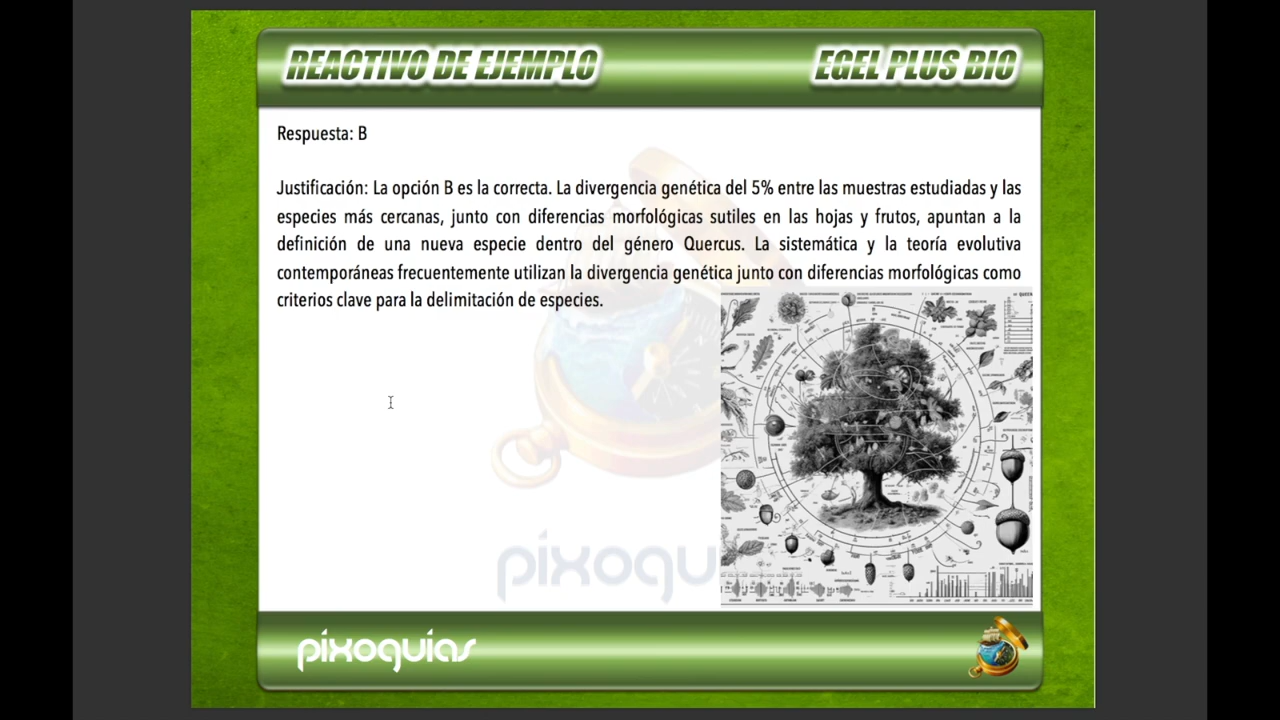 REACTIVO DE EJEMPLO
EGEL PLUS BIO
Respuesta: B
Justificación: La opción B es la correcta. La divergencia genética del 5% entre las muestras estudiadas y las
especies más cercanas, junto con diferencias morfológicas sutiles en las hojas y frutos, apuntan a la
definición de una nueva especie dentro del género Quercus. La sistemática y la teoría evolutiva
contemporáneas frecuentemente utilizan la divergencia genética junto con diferencias morfológicas como
criterios clave para la delimitación de especies.
pixogu
pixoguias